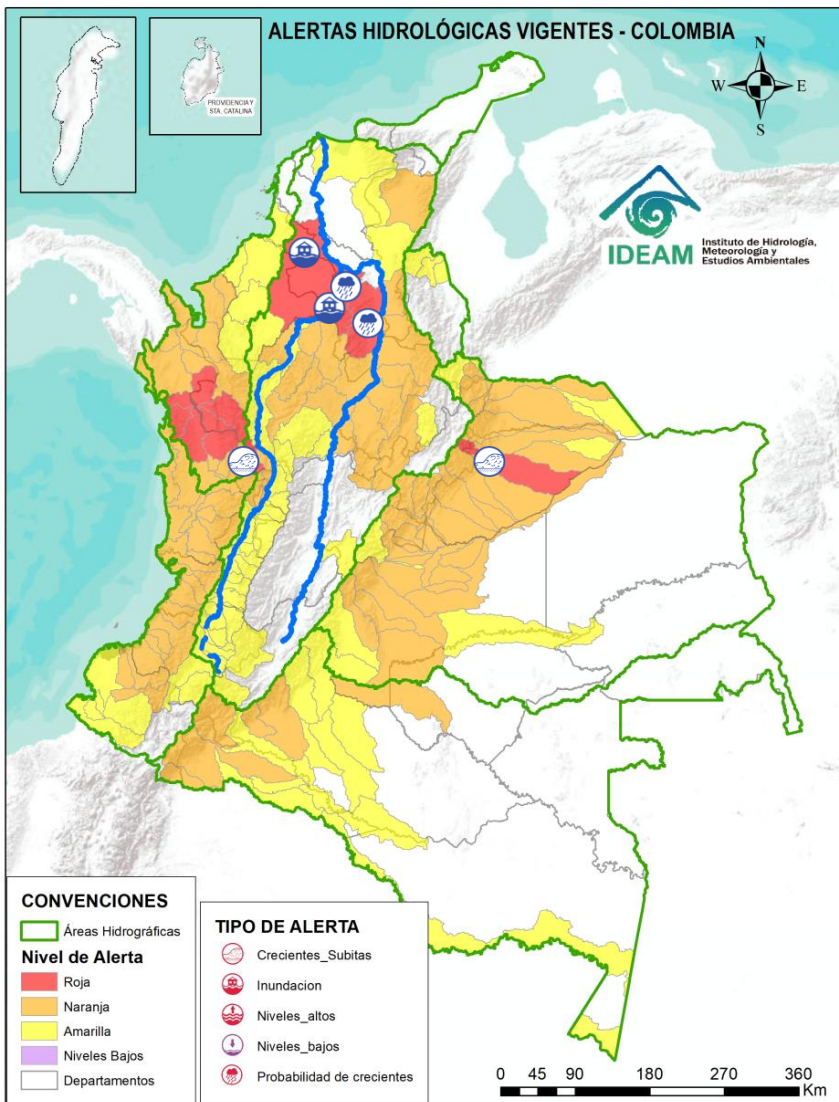 ALERTAS HIDROLÓGICAS VIGENTES - COLOMBIA
PROVIDENCIA Y
STA. CATALINA
N
W
E
S
IDEAM
Instituto de Hidrología,
Meteorología y
Estudios Ambientales
CONVENCIONES
Áreas Hidrográficas
Nivel de Alerta
Roja
Naranja
Amarilla
Niveles Bajos
Departamentos
TIPO DE ALERTA
Crecientes_Subitas
Inundacion
Niveles_altos
Niveles_bajos
Probabilidad de crecientes
0 45 90 180 270 360
Km